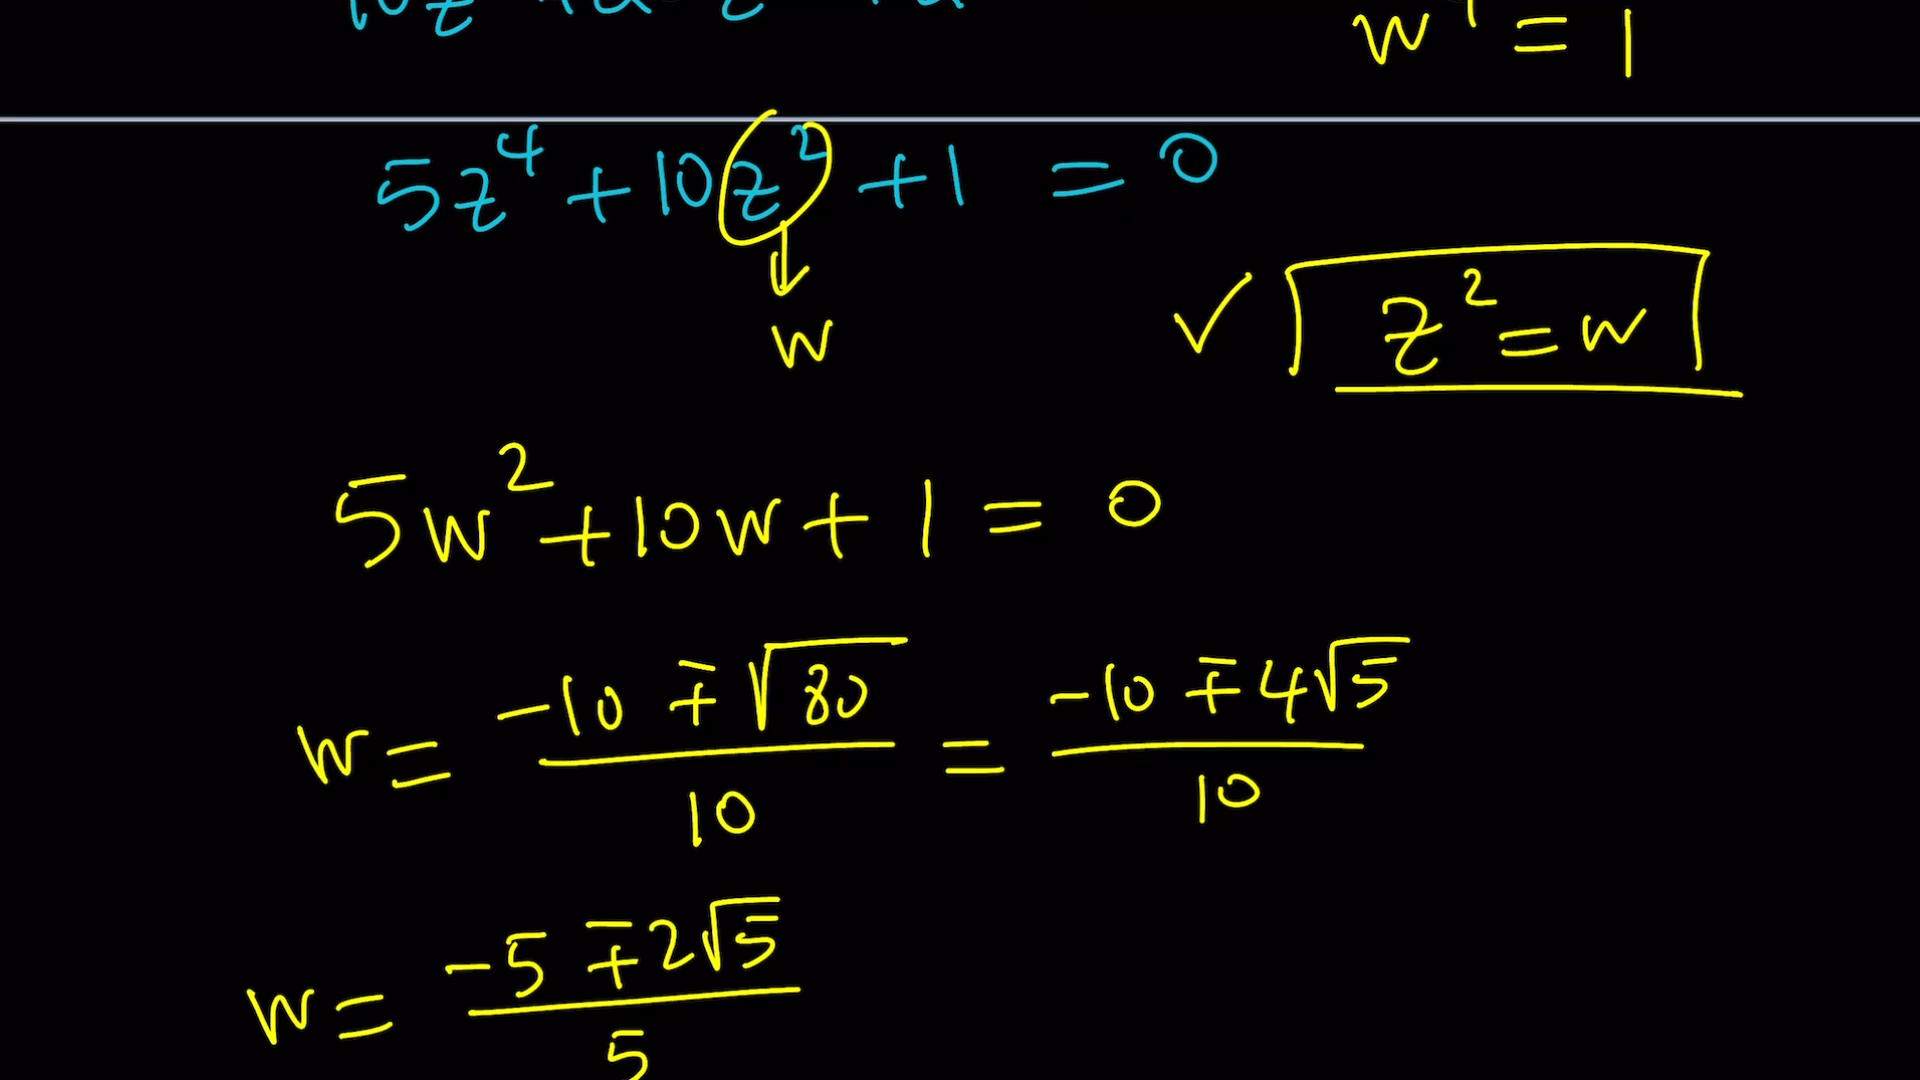 w⁴ = 1
5z⁴ + 10z² + 1 = 0
w
✓ z² = w
5w² + 10w + 1 = 0
w = (-10 ∓ √80)/10 = (-10 ∓ 4√5)/10
w = (-5 ∓ 2√5)/5